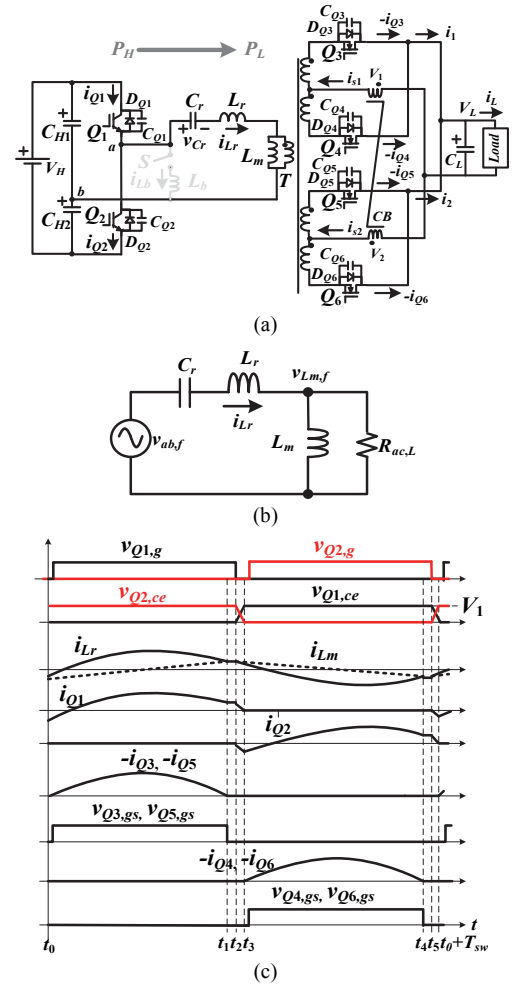 P_H P_L
i_Q1 D_Q1
C_H1 Q_1 C_Q1
V_H a
b
C_H2 Q_2 C_Q2
i_Q2 D_Q2
C_r L_r
v_Cr i_Lr
S L_m
i_Lb L_b T
C_Q3 -i_Q3 i_1
D_Q3
Q_3
i_s1 V_1
C_Q4
D_Q4
Q_4 -i_Q4
V_L i_L
C_L Load
C_Q5 -i_Q5
D_Q5
Q_5 i_2
i_s2 CB
V_2
C_Q6
D_Q6
Q_6 -i_Q6
(a)
C_r L_r v_Lm,f
i_Lr
v_ab,f L_m R_ac,L
(b)
v_Q1,g v_Q2,g
v_Q2,ce v_Q1,ce V_1
i_Lr i_Lm
i_Q1 i_Q2
-i_Q3, -i_Q5
v_Q3,gs, v_Q5,gs
-i_Q4, -i_Q6
v_Q4,gs, v_Q6,gs
t
t_0 t_1 t_2 t_3 t_4 t_5 t_0+T_sw
(c)